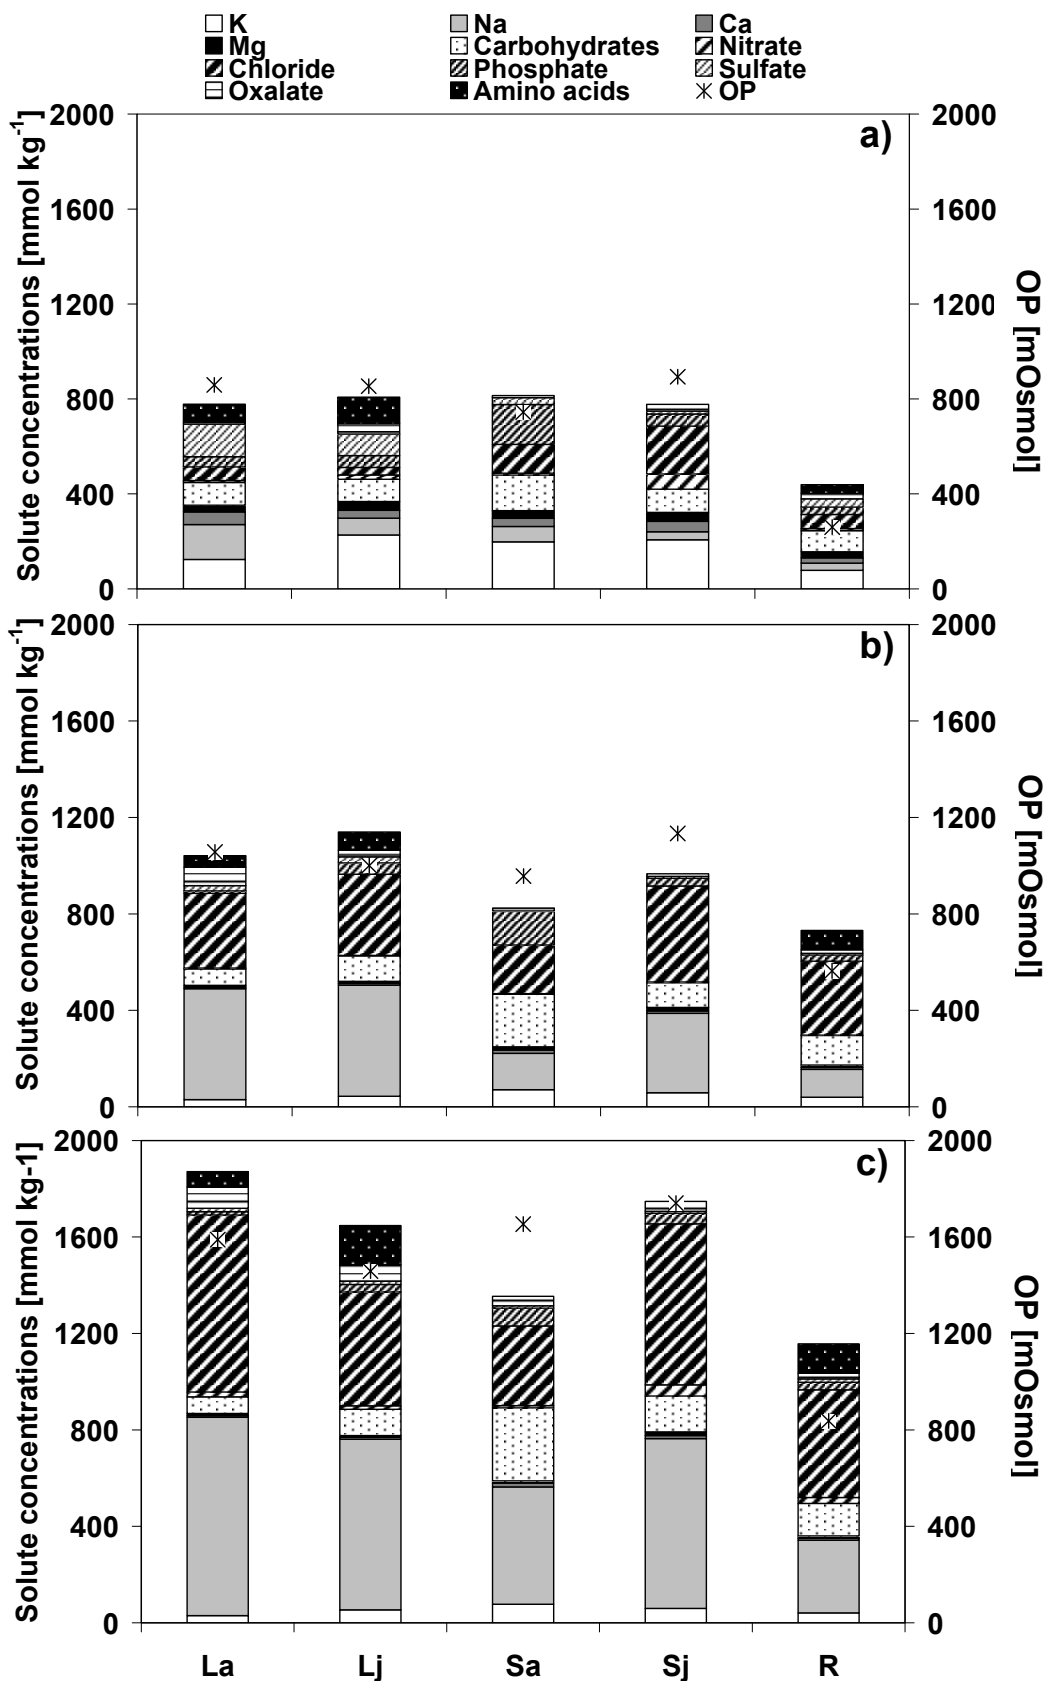 K Na Ca
Mg Carbohydrates Nitrate
Chloride Phosphate Sulfate
Oxalate Amino acids OP
a)
Solute concentrations [mmol kg⁻¹]
2000
1600
1200
800
400
0
2000
1600
1200
800
400
0
OP [mOsmol]
b)
Solute concentrations [mmol kg⁻¹]
2000
1600
1200
800
400
0
2000
1600
1200
800
400
0
OP [mOsmol]
c)
Solute concentrations [mmol kg-1]
2000
1600
1200
800
400
0
2000
1600
1200
800
400
0
OP [mOsmol]
La Lj Sa Sj R